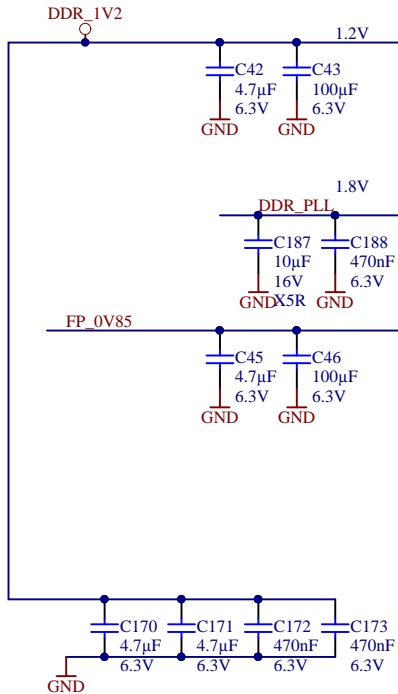 DDR_1V2
1.2V
C42
4.7µF
6.3V
GND
C43
100µF
6.3V
GND
1.8V
DDR_PLL
C187
10µF
16V
X5R
GND
C188
470nF
6.3V
GND
FP_0V85
C45
4.7µF
6.3V
GND
C46
100µF
6.3V
GND
C170
4.7µF
6.3V
C171
4.7µF
6.3V
C172
470nF
6.3V
C173
470nF
6.3V
GND